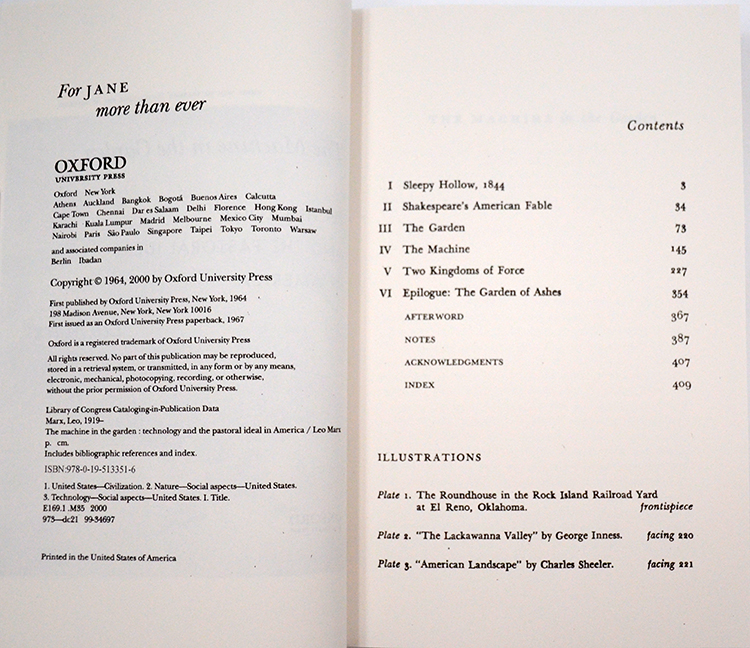 For JANE
more than ever
OXFORD
UNIVERSITY PRESS
Oxford New York
Athens Auckland Bangkok Bogotá Buenos Aires Calcutta
Cape Town Chennai Dar es Salaam Delhi Florence Hong Kong Istanbul
Karachi Kuala Lumpur Madrid Melbourne Mexico City Mumbai
Nairobi Paris São Paulo Singapore Taipei Tokyo Toronto Warsaw
and associated companies in
Berlin Ibadan
Copyright © 1964, 2000 by Oxford University Press
First published by Oxford University Press, New York, 1964
198 Madison Avenue, New York, New York 10016
First issued as an Oxford University Press paperback, 1967
Oxford is a registered trademark of Oxford University Press
All rights reserved. No part of this publication may be reproduced,
stored in a retrieval system, or transmitted, in any form or by any means,
electronic, mechanical, photocopying, recording, or otherwise,
without the prior permission of Oxford University Press.
Library of Congress Cataloging-in-Publication Data
Marx, Leo, 1919-
The machine in the garden : technology and the pastoral ideal in America / Leo Marx
p. cm.
Includes bibliographic references and index.
ISBN:978-0-19-513351-6
1. United States—Civilization. 2. Nature—Social aspects—United States.
3. Technology—Social aspects—United States. I. Title.
E169.1 .M35 2000
973—dc21 99-34697
Printed in the United States of America
Contents
I Sleepy Hollow, 1844 3
II Shakespeare's American Fable 34
III The Garden 73
IV The Machine 145
V Two Kingdoms of Force 227
VI Epilogue: The Garden of Ashes 354
AFTERWORD 367
NOTES 387
ACKNOWLEDGMENTS 407
INDEX 409
ILLUSTRATIONS
Plate 1. The Roundhouse in the Rock Island Railroad Yard
at El Reno, Oklahoma. frontispiece
Plate 2. "The Lackawanna Valley" by George Inness. facing 220
Plate 3. "American Landscape" by Charles Sheeler. facing 221